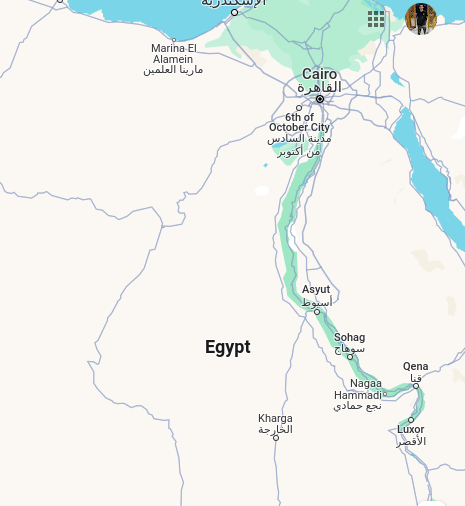 الإسكندرية
Marina El
Alamein
مارينا العلمين
Cairo
القاهرة
6th of
October City
مدينة السادس
من أكتوبر
Asyut
أسيوط
Egypt
Sohag
سوهاج
Qena
قنا
Nagaa
Hammadi
نجع حمادي
Kharga
الخارجة
Luxor
الأقصر